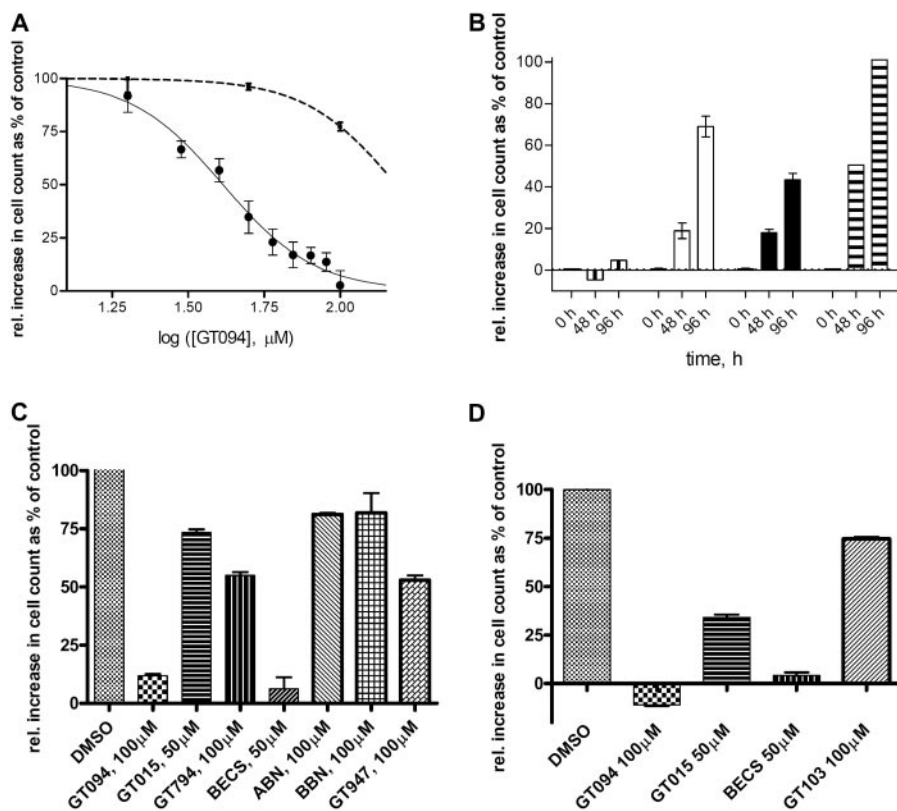 A
rel. increase in cell count as % of control
100
75
50
25
0
1.25
1.50
1.75
2.00
log ([GT094], μM)
B
rel. increase in cell count as % of control
100
80
60
40
20
0
0 h
48 h
96 h
0 h
48 h
96 h
0 h
48 h
96 h
0 h
48 h
96 h
time, h
C
rel. increase in cell count as % of control
100
75
50
25
0
DMSO
GT094, 100μM
GT015, 50μM
GT794, 100μM
BECS, 50μM
ABN, 100μM
BBN, 100μM
GT947, 100μM
D
rel. increase in cell count as % of control
100
75
50
25
0
DMSO
GT094 100μM
GT015 50μM
BECS 50μM
GT103 100μM